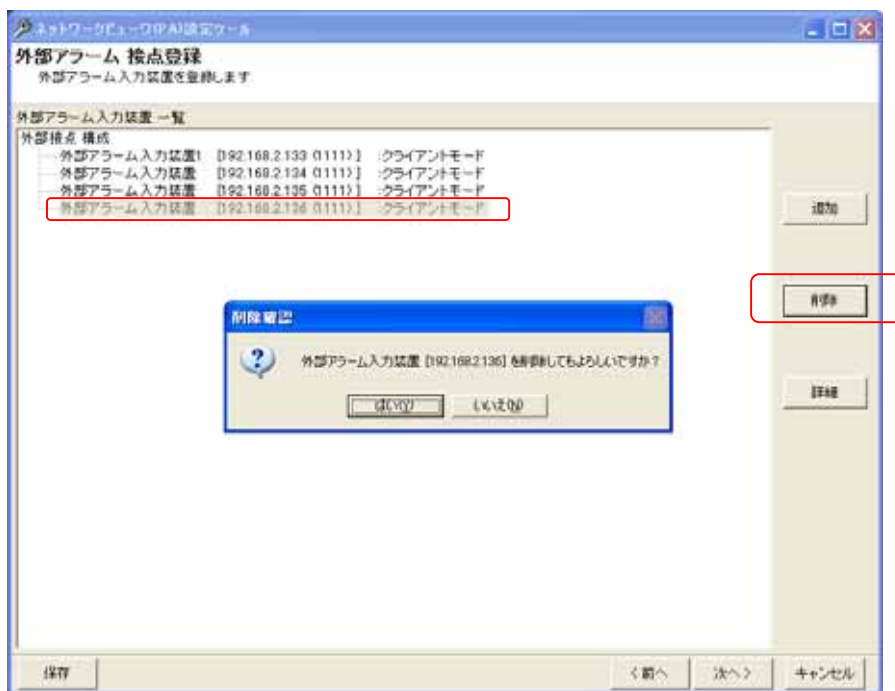 ネットワークビューワ(PA)設定ツール
外部アラーム 接点登録
外部アラーム入力装置を登録します
外部アラーム入力装置 一覧
外部接点 構成
外部アラーム入力装置1 [192.168.2.133 (1111)] :クライアントモード
外部アラーム入力装置 [192.168.2.134 (1111)] :クライアントモード
外部アラーム入力装置 [192.168.2.135 (1111)] :クライアントモード
外部アラーム入力装置 [192.168.2.136 (1111)] :クライアントモード
追加
削除
削除確認
外部アラーム入力装置 [192.168.2.136] を削除してもよろしいですか？
はい(Y) いいえ(N)
詳細
保存 < 前へ 次へ > キャンセル